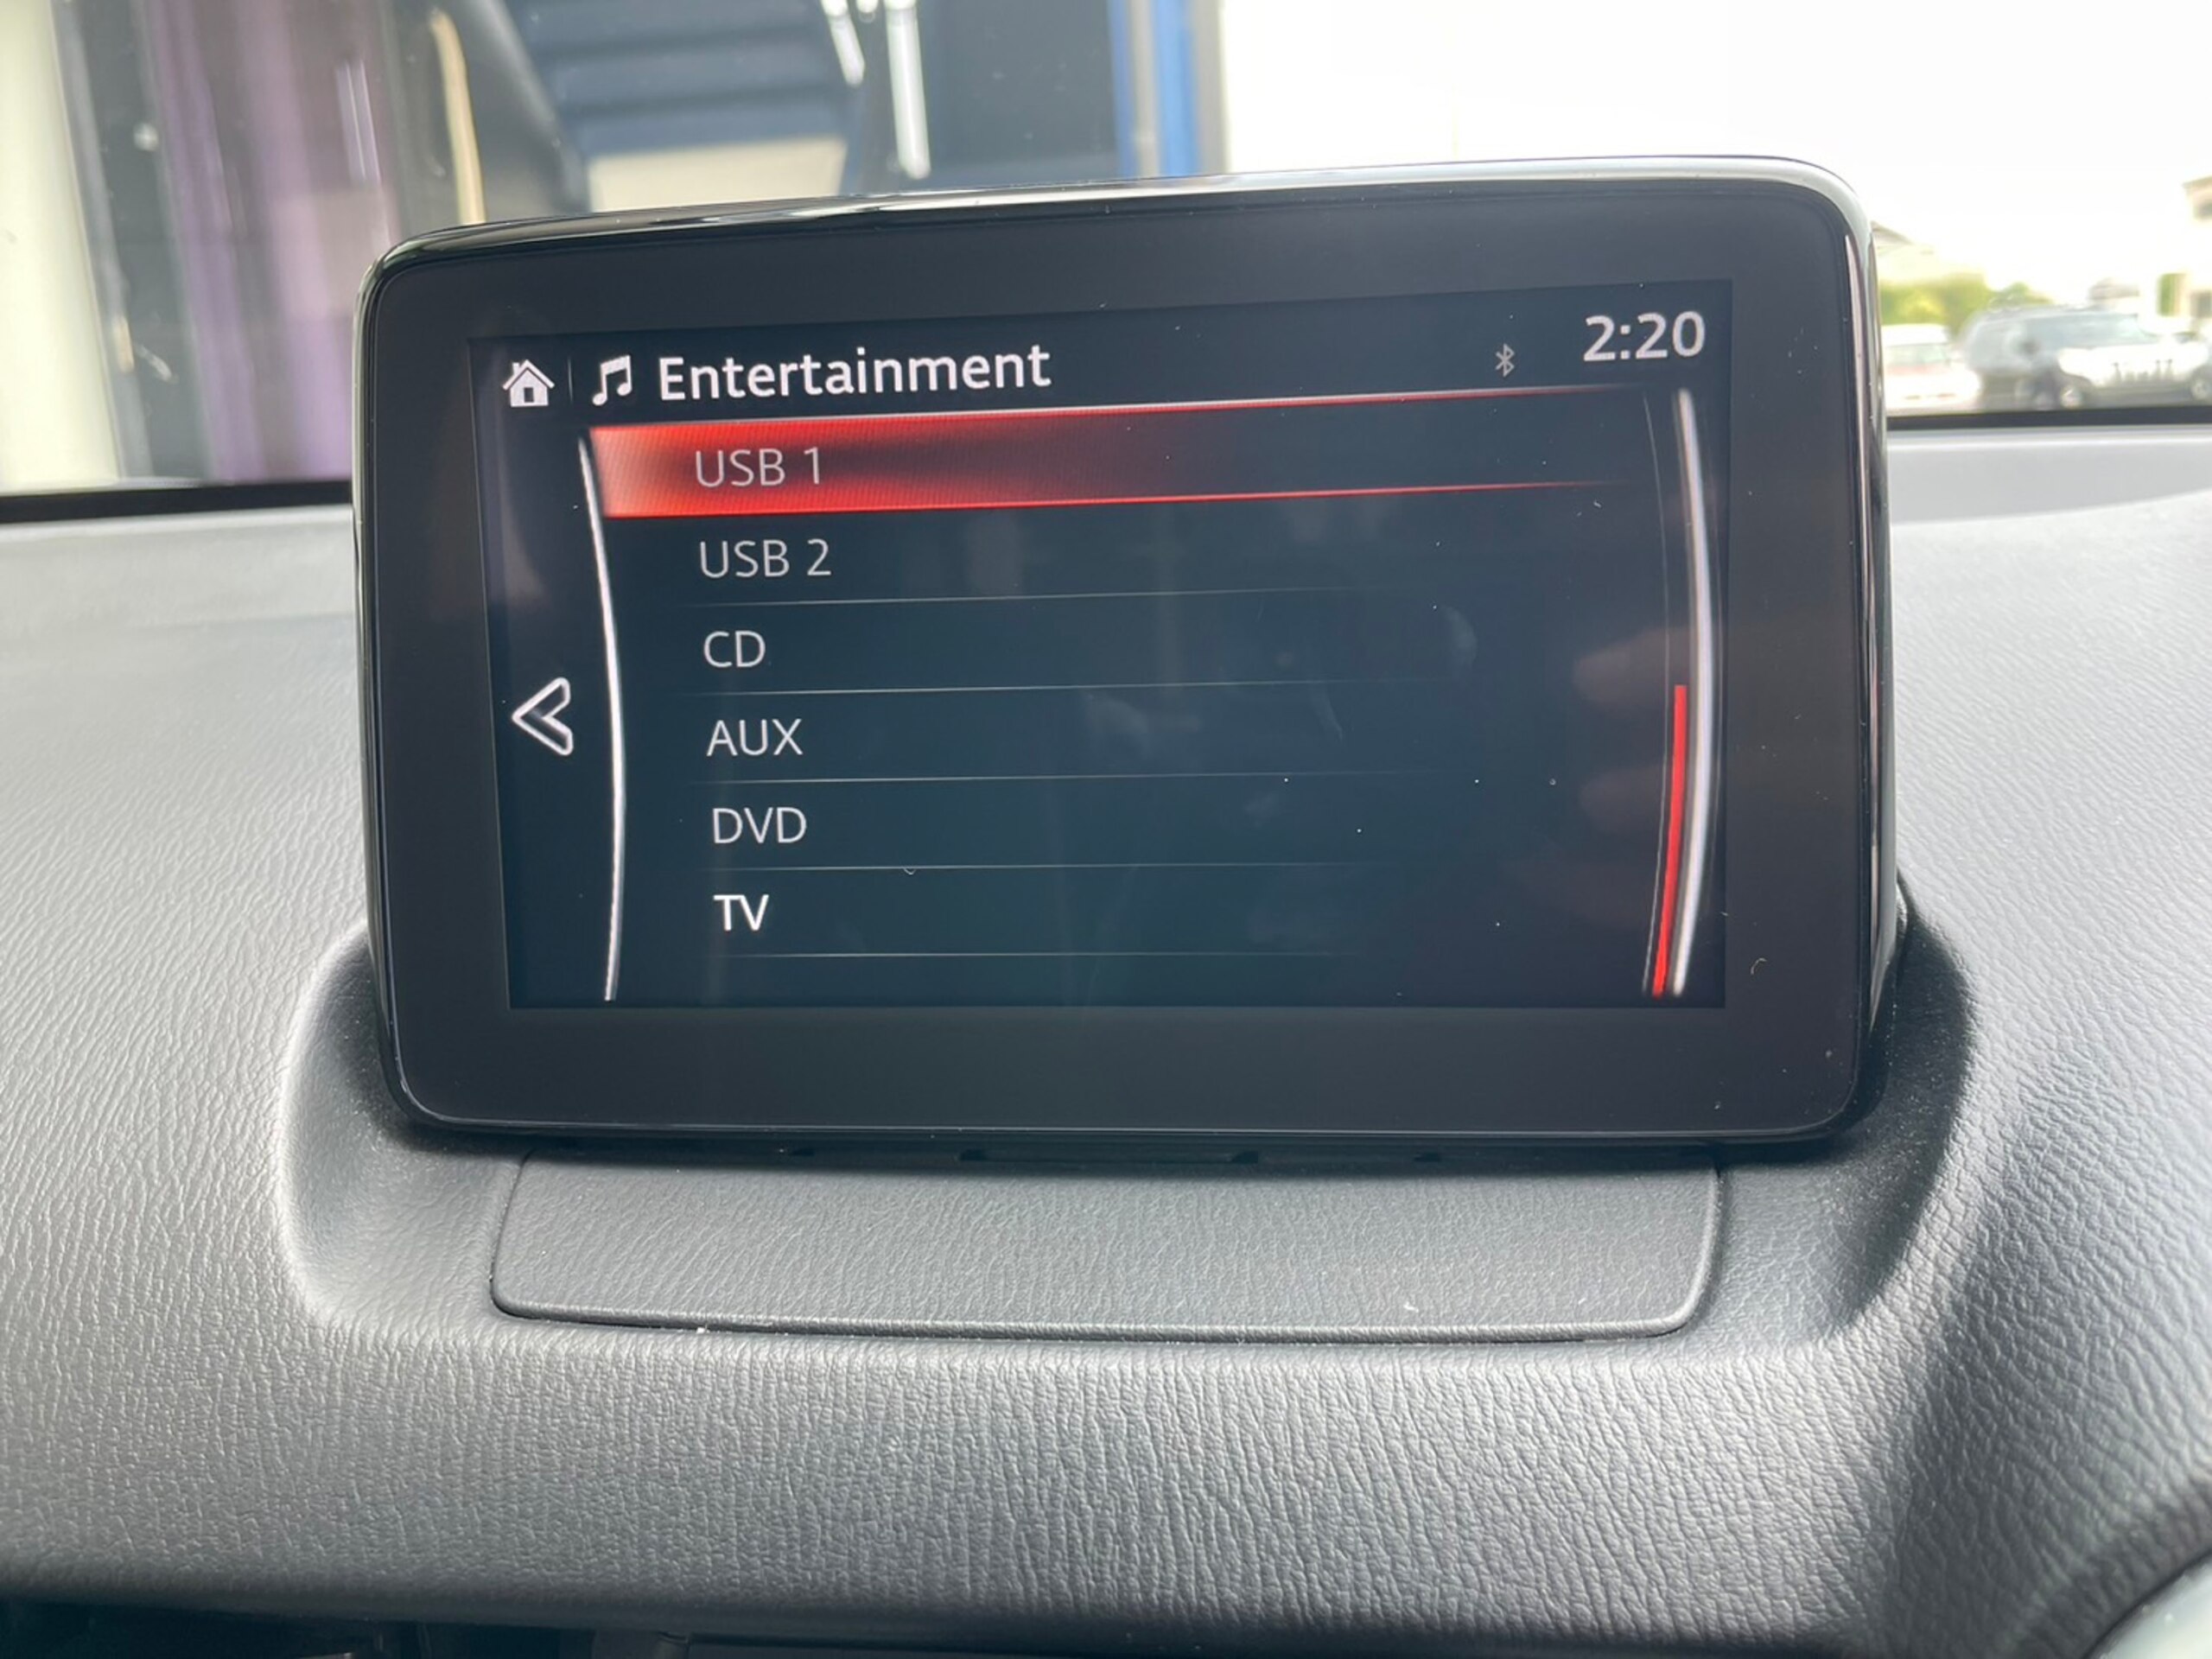 Entertainment
2:20
USB 1
USB 2
CD
AUX
DVD
TV